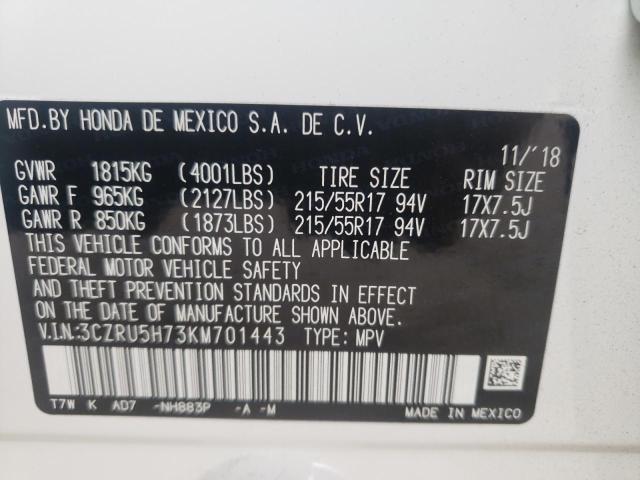 MFD.BY HONDA DE MEXICO S.A. DE C.V.
11/'18
GVWR 1815KG (4001LBS) TIRE SIZE RIM SIZE
GAWR F 965KG (2127LBS) 215/55R17 94V 17X7.5J
GAWR R 850KG (1873LBS) 215/55R17 94V 17X7.5J
THIS VEHICLE CONFORMS TO ALL APPLICABLE
FEDERAL MOTOR VEHICLE SAFETY
AND THEFT PREVENTION STANDARDS IN EFFECT
ON THE DATE OF MANUFACTURE SHOWN ABOVE.
V.I.N:3CZRU5H73KM701443 TYPE: MPV
T7W K AD7 -NH883P -A -M
MADE IN MEXICO